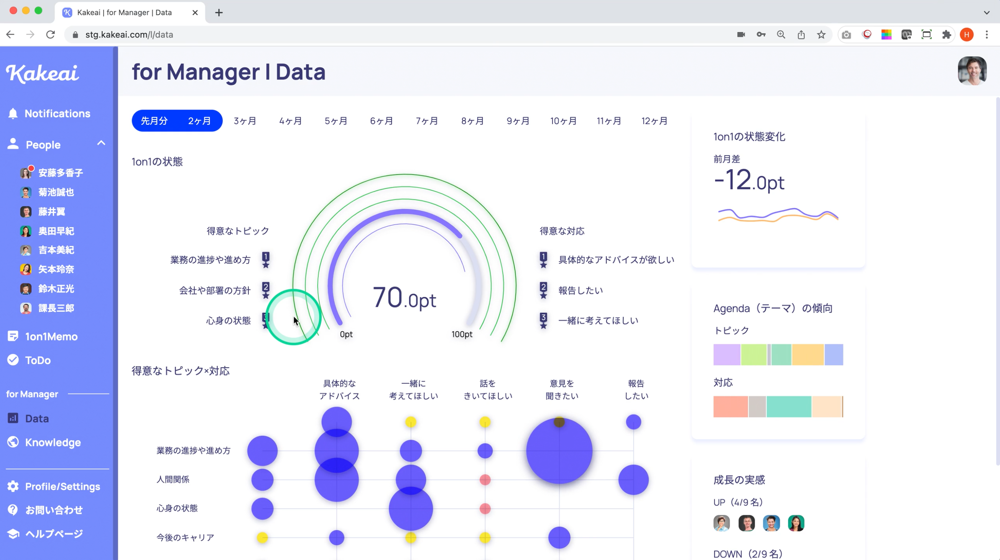 Kakeai | for Manager | Data
stg.kakeai.com/l/data
H
Kakeai
Notifications
People
安藤多香子
菊池誠也
藤井翼
奥田早紀
吉本美紀
矢本玲奈
鈴木正光
課長三郎
1on1Memo
ToDo
for Manager
Data
Knowledge
Profile/Settings
お問い合わせ
ヘルプページ
for Manager | Data
先月分 2ヶ月 3ヶ月 4ヶ月 5ヶ月 6ヶ月 7ヶ月 8ヶ月 9ヶ月 10ヶ月 11ヶ月 12ヶ月
1on1の状態
得意なトピック
業務の進捗や進め方 1
会社や部署の方針 2
心身の状態 3
70.0pt
0pt 100pt
得意な対応
1 具体的なアドバイスが欲しい
2 報告したい
3 一緒に考えてほしい
得意なトピック×対応
具体的な
アドバイス
一緒に
考えてほしい
話を
きいてほしい
意見を
聞きたい
報告
したい
業務の進捗や進め方
人間関係
心身の状態
今後のキャリア
1on1の状態変化
前月差
-12.0pt
Agenda（テーマ）の傾向
トピック
対応
成長の実感
UP（4/9 名）
DOWN（2/9 名）